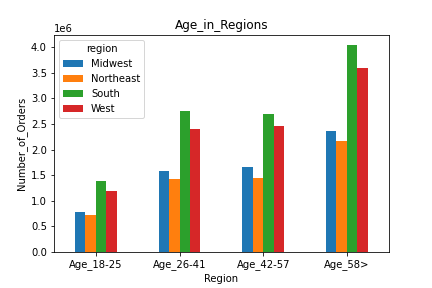 Age_in_Regions
1e6
region
Midwest
Northeast
South
West
4.0
3.5
3.0
2.5
2.0
1.5
1.0
0.5
0.0
Number_of_Orders
Age_18-25 Age_26-41 Age_42-57 Age_58>
Region